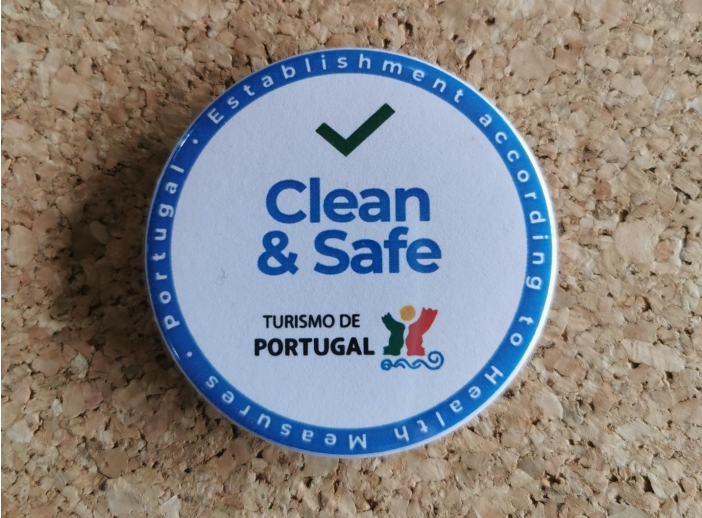 Establishment according to Health Measures · Portugal ·
Clean
& Safe
TURISMO DE
PORTUGAL